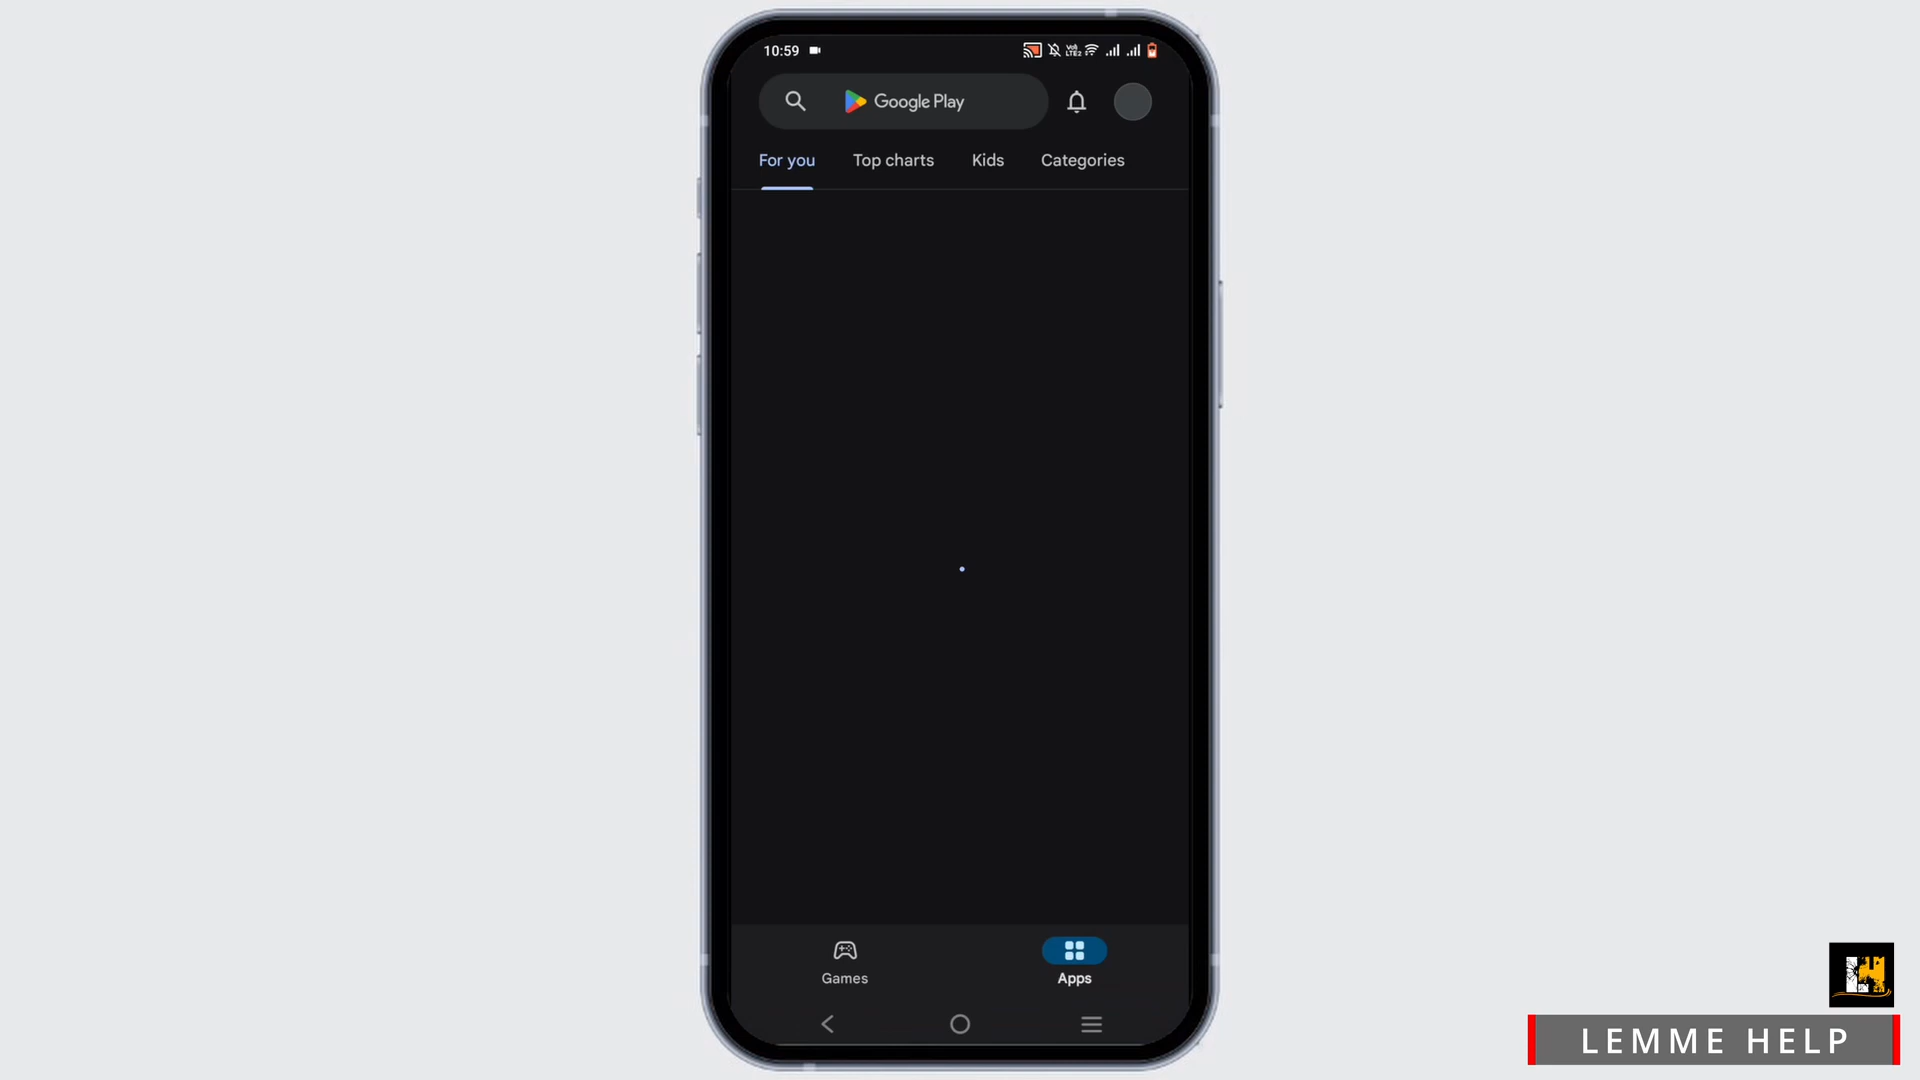 10:59
Google Play
For you
Top charts
Kids
Categories
Games
Apps
LEMME HELP